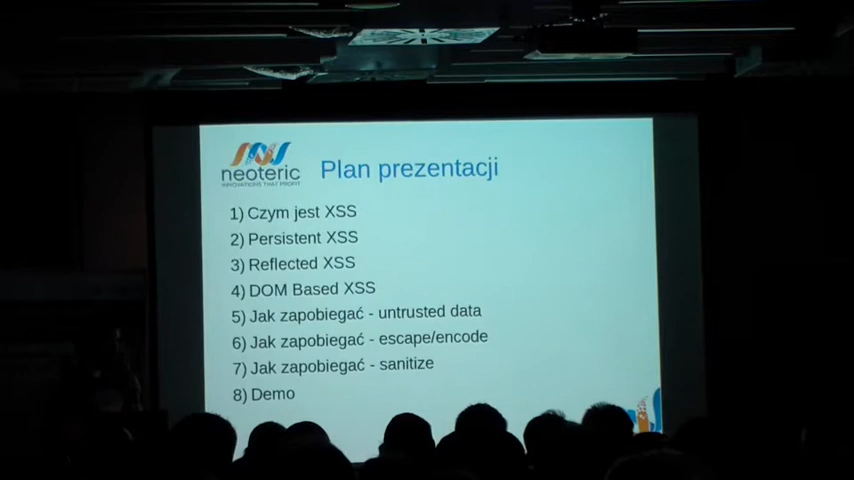 neoteric
INNOVATIONS THAT PROFIT
Plan prezentacji
1) Czym jest XSS
2) Persistent XSS
3) Reflected XSS
4) DOM Based XSS
5) Jak zapobiegać - untrusted data
6) Jak zapobiegać - escape/encode
7) Jak zapobiegać - sanitize
8) Demo